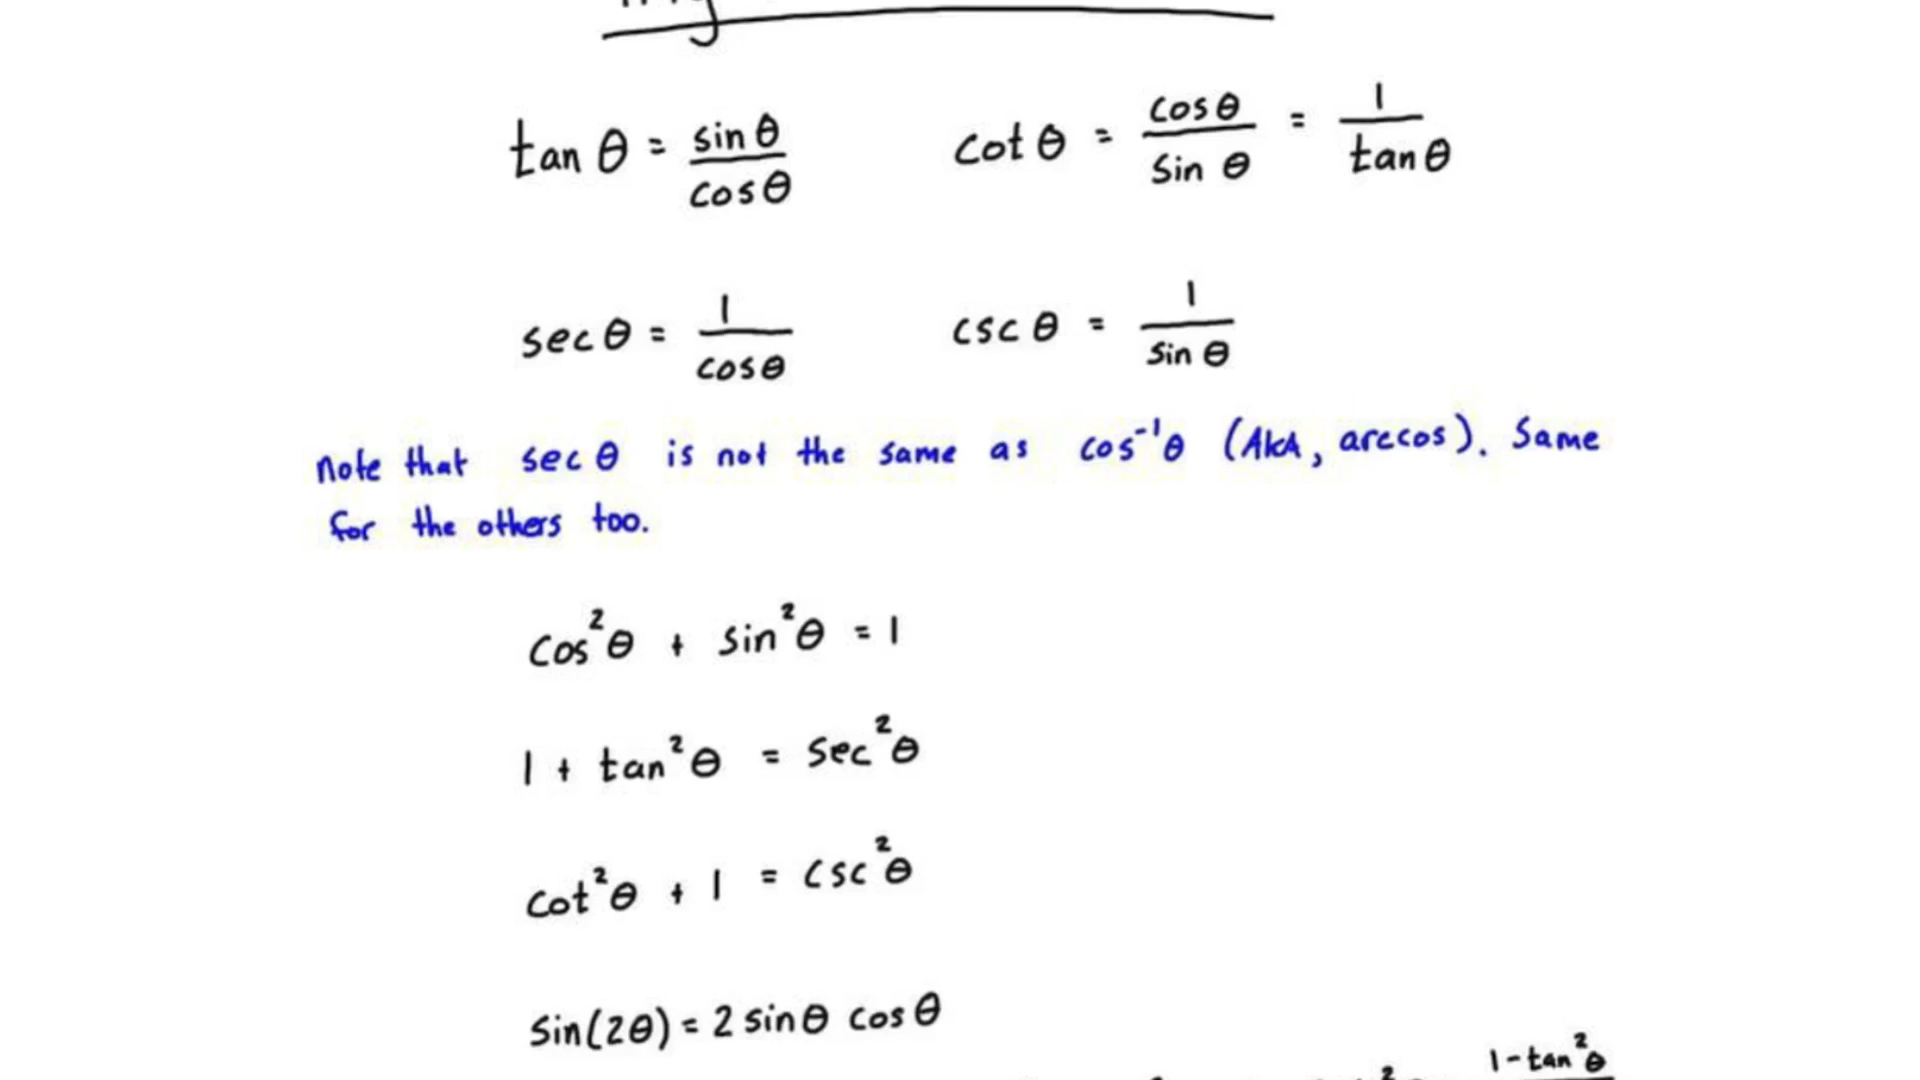 tan θ = sin θ / cos θ cot θ = cos θ / sin θ = 1 / tan θ
sec θ = 1 / cos θ csc θ = 1 / sin θ
Note that sec θ is not the same as cos⁻¹θ (AKA, arccos). Same
for the others too.
cos²θ + sin²θ = 1
1 + tan²θ = sec²θ
cot²θ + 1 = csc²θ
sin(2θ) = 2 sin θ cos θ
1 - tan²θ